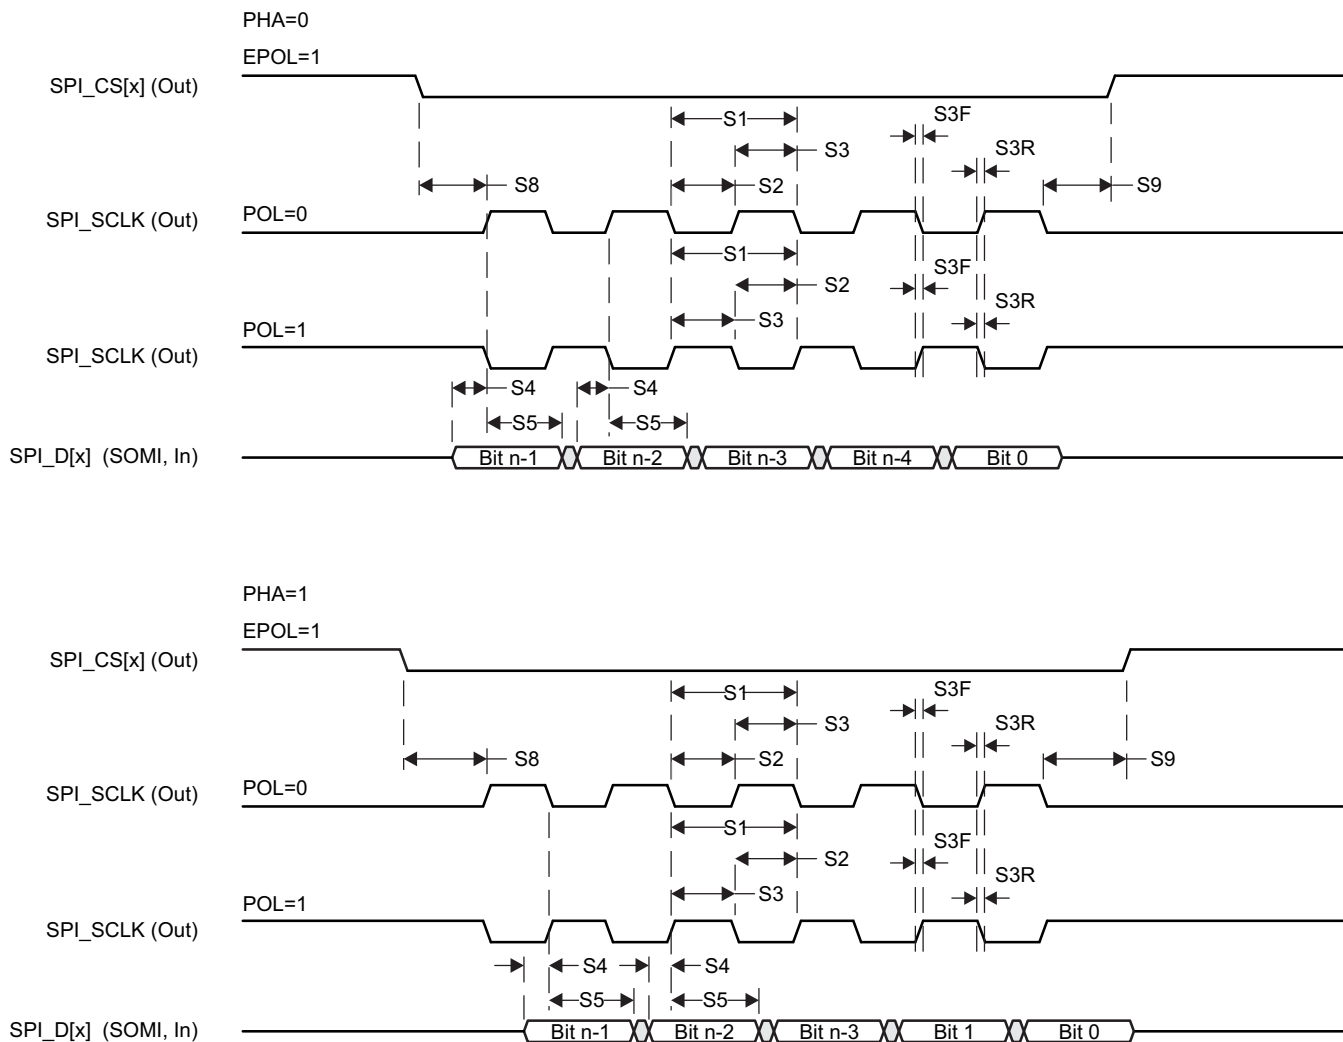 PHA=0
EPOL=1
SPI_CS[x] (Out)
S1
S3F
S3
S3R
S8
S2
S9
POL=0
SPI_SCLK (Out)
S1
S3F
S2
S3R
S3
POL=1
SPI_SCLK (Out)
S4
S4
S5
S5
SPI_D[x] (SOMI, In)
Bit n-1
Bit n-2
Bit n-3
Bit n-4
Bit 0
PHA=1
EPOL=1
SPI_CS[x] (Out)
S1
S3F
S3
S3R
S8
S2
S9
POL=0
SPI_SCLK (Out)
S1
S3F
S2
S3R
S3
POL=1
SPI_SCLK (Out)
S4
S4
S5
S5
SPI_D[x] (SOMI, In)
Bit n-1
Bit n-2
Bit n-3
Bit 1
Bit 0